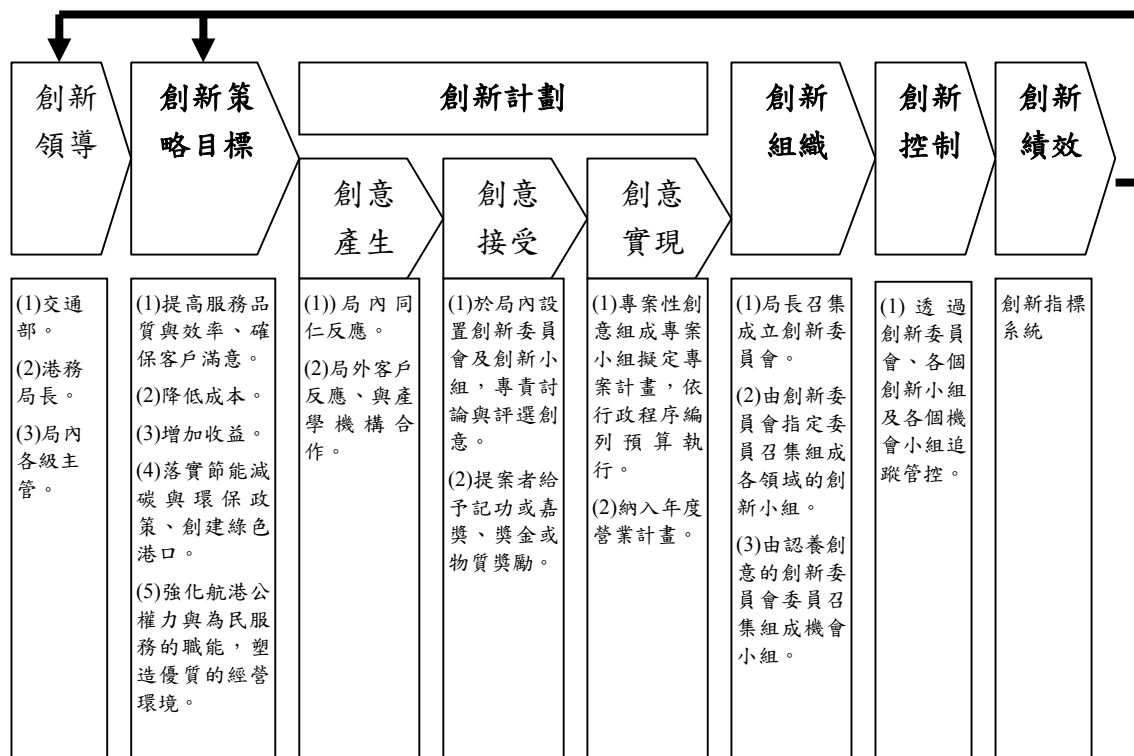 創新
領導
創新策
略目標
創新計劃
創意
產生
創意
接受
創意
實現
創新
組織
創新
控制
創新
績效
(1)交通
部。
(2)港務
局長。
(3)局內
各級主
管。
(1)提高服務品
質與效率、確
保客戶滿意。
(2)降低成本。
(3)增加收益。
(4)落實節能減
碳與環保政
策、創建綠色
港口。
(5)強化航港公
權力與為民服
務的職能，塑
造優質的經營
環境。
(1))局內同
仁反應。
(2)局外客戶
反應、與產
學機構合
作。
(1)於局內設
置創新委員
會及創新小
組，專責討
論與評選創
意。
(2)提案者給
予記功或嘉
獎、獎金或
物質獎勵。
(1)專案性創
意組成專案
小組擬定專
案計畫，依
行政程序編
列預算執
行。
(2)納入年度
營業計畫。
(1)局長召集
成立創新委
員會。
(2)由創新委
員會指定委
員召集組成
各領域的創
新小組。
(3)由認養創
意的創新委
員會委員召
集組成機會
小組。
(1)透過
創新委員
會、各個
創新小組
及各個機
會小組追
蹤管控。
創新指標
系統